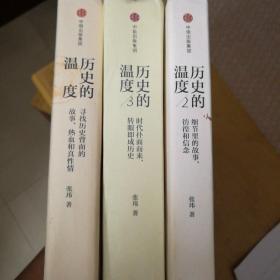 中信出版集团
历史的
温度
寻找历史背面的
故事、热血和真性情
张玮 著
中信出版集团
历史的
温度3
时代扑面而来，
转眼即成历史
张玮 著
中信出版集团
历史的
温度2
细节里的故事、
彷徨和信念
张玮 著